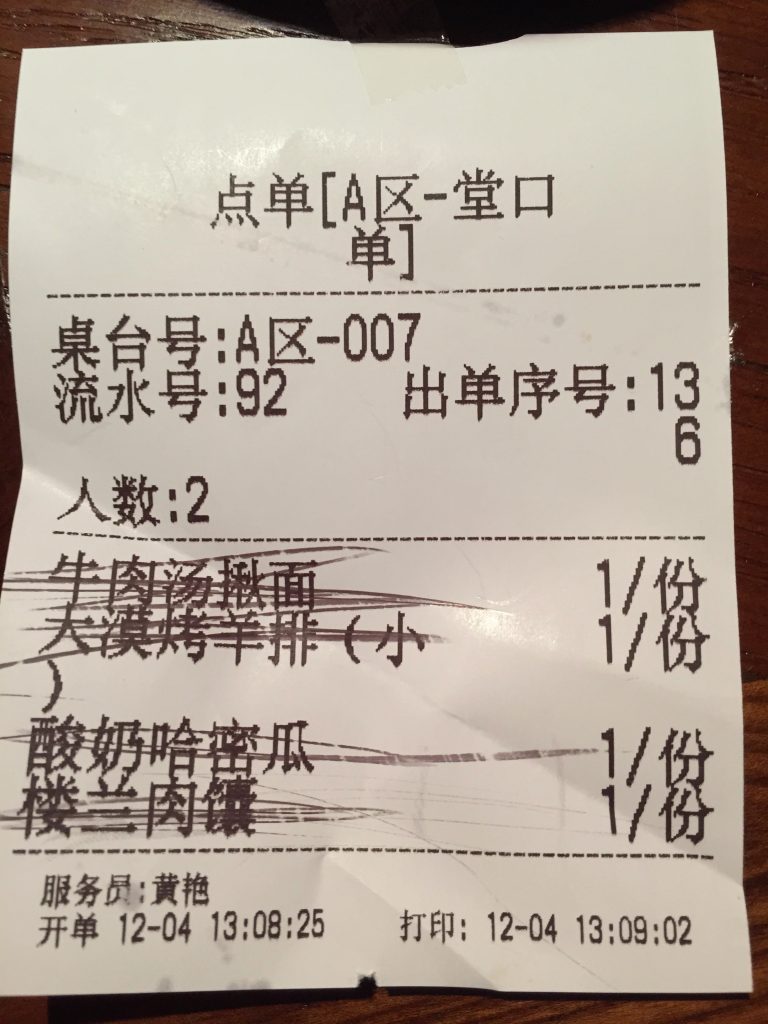 点单[A区-堂口
单]
桌台号:A区-007
流水号:92 出单序号:13
6
人数:2
牛肉汤揪面 1/份
大漠烤羊排(小 1/份
)
酸奶哈密瓜 1/份
楼兰肉馕 1/份
服务员:黄艳
开单 12-04 13:08:25 打印: 12-04 13:09:02